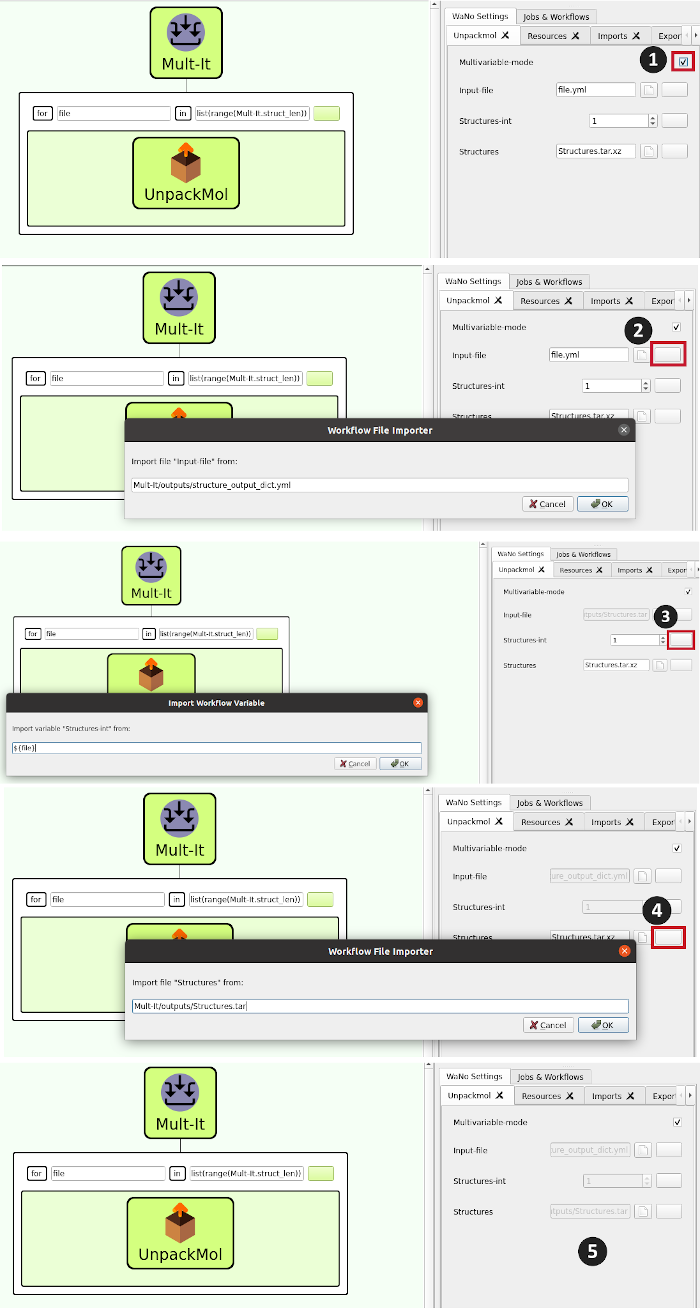 Mult-It
for file in list(range(Mult-It.struct_len))
UnpackMol
WaNo Settings Jobs & Workflows
Unpackmol Resources Imports Expor
Multivariable-mode 1
Input-file file.yml
Structures-int 1
Structures Structures.tar.xz
Mult-It
for file in list(range(Mult-It.struct_len))
WaNo Settings Jobs & Workflows
Unpackmol Resources Imports Expor
Multivariable-mode 2
Input-file file.yml
Structures-int 1
Structures Structures.tar.xz
Workflow File Importer
Import file "Input-file" from:
Mult-It/outputs/structure_output_dict.yml
Cancel OK
Mult-It
for file in list(range(Mult-It.struct_len))
WaNo Settings Jobs & Workflows
Unpackmol Resources Imports Expor
Multivariable-mode
Input-file tputs/Structures.tar 3
Structures-int 1
Structures Structures.tar.xz
Import Workflow Variable
Import variable "Structures-int" from:
${file}
Cancel OK
Mult-It
for file in list(range(Mult-It.struct_len))
WaNo Settings Jobs & Workflows
Unpackmol Resources Imports Expor
Multivariable-mode
Input-file ure_output_dict.yml
Structures-int 1 4
Structures Structures.tar.xz
Workflow File Importer
Import file "Structures" from:
Mult-It/outputs/Structures.tar
Cancel OK
Mult-It
for file in list(range(Mult-It.struct_len))
UnpackMol
WaNo Settings Jobs & Workflows
Unpackmol Resources Imports Expor
Multivariable-mode
Input-file ure_output_dict.yml
Structures-int 1
Structures itputs/Structures.tar
5